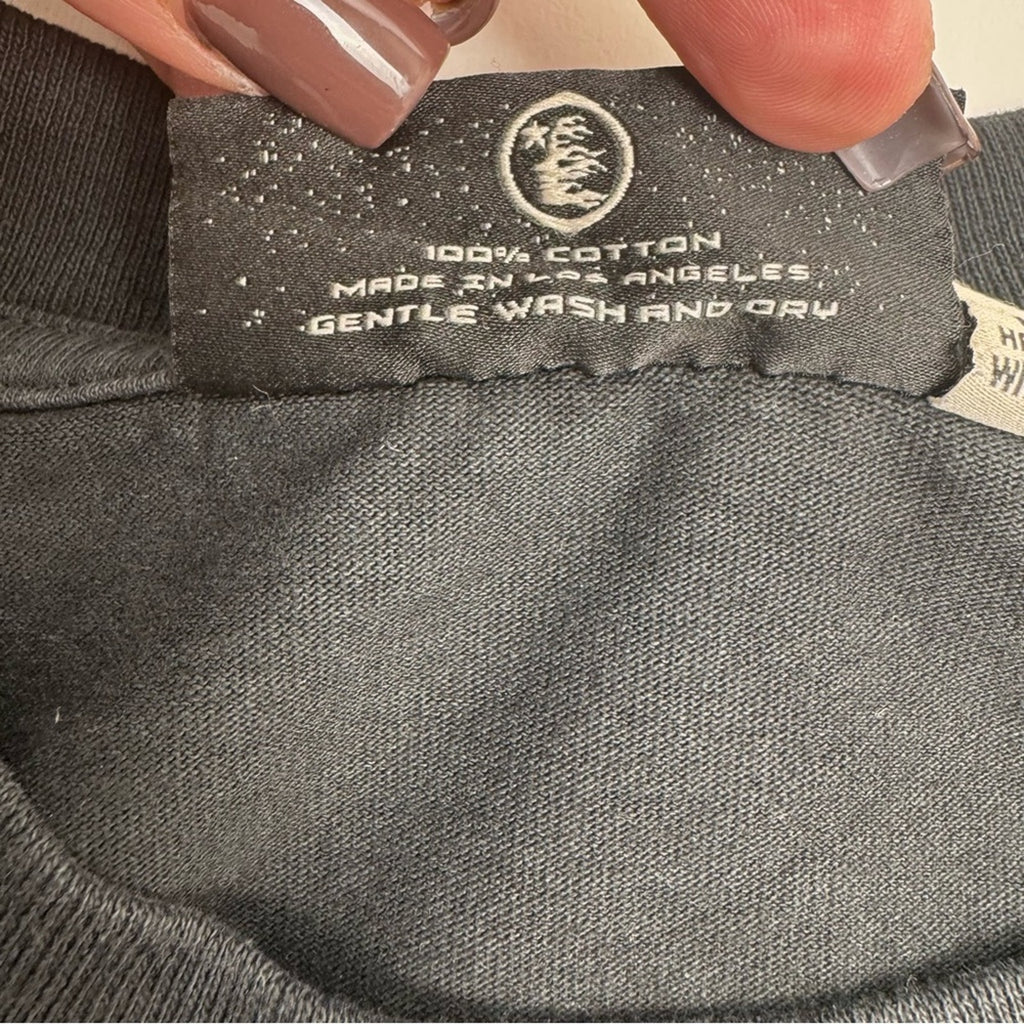 100% COTTON
MADE IN LOS ANGELES
GENTLE WASH AND DRY